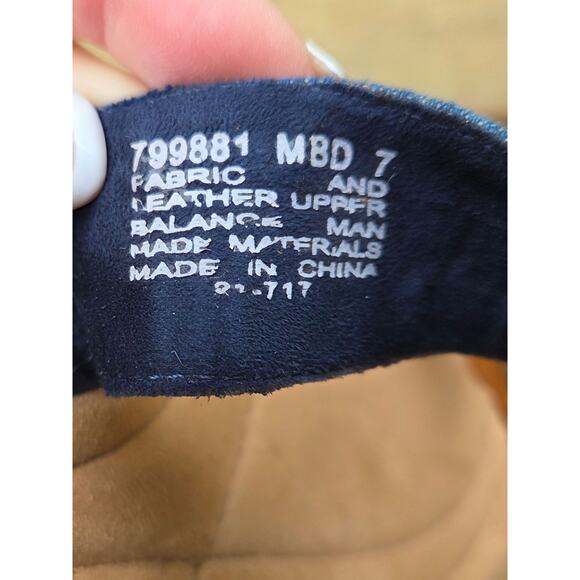 799881 MBD 7
FABRIC AND
LEATHER UPPER
BALANCE MAN
MADE MATERIALS
MADE IN CHINA